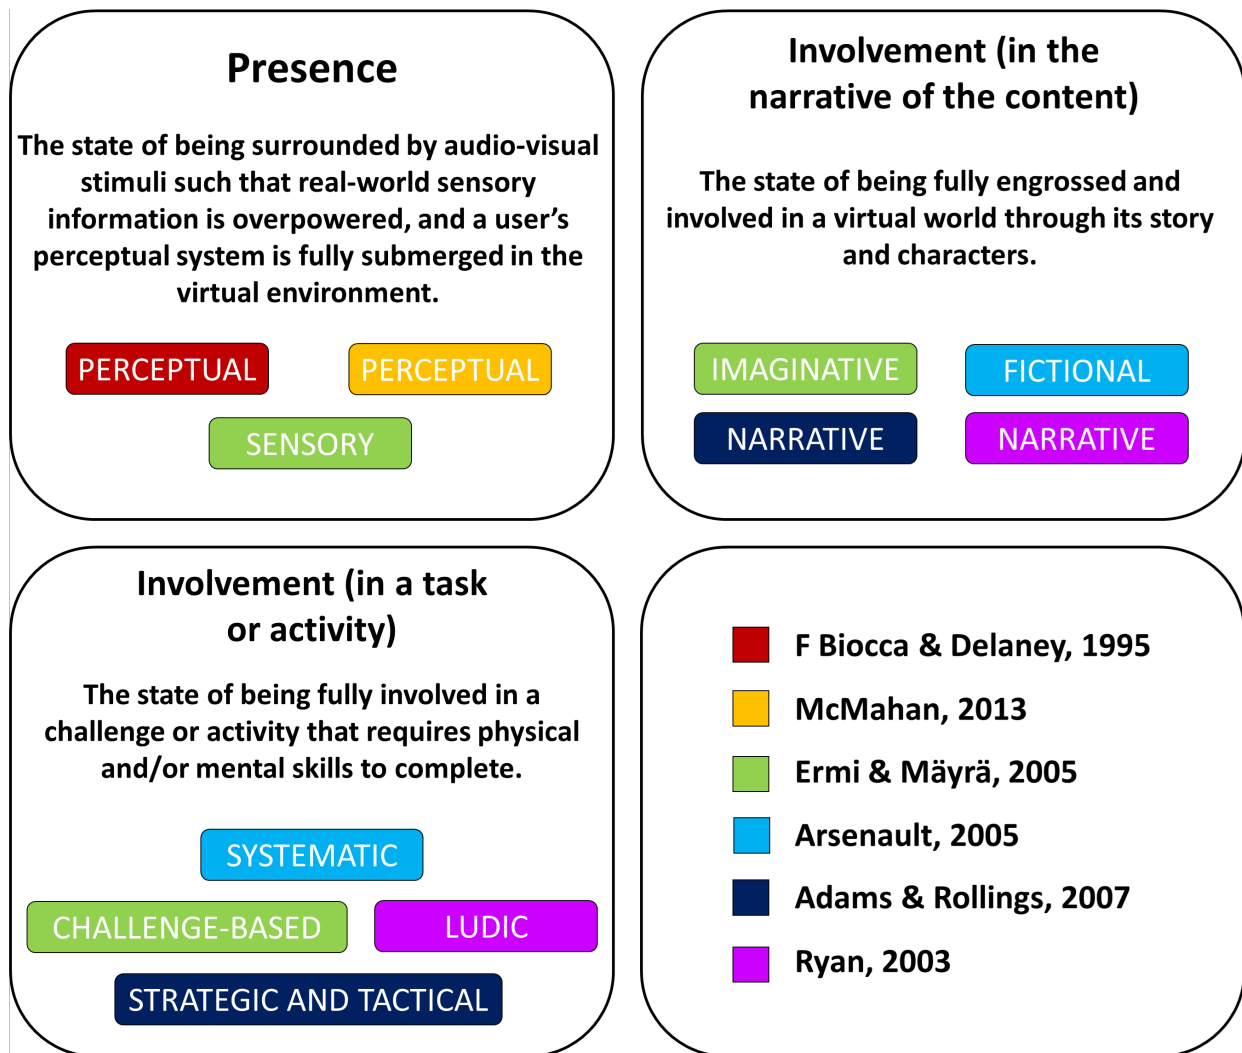 Presence
The state of being surrounded by audio-visual
stimuli such that real-world sensory
information is overpowered, and a user’s
perceptual system is fully submerged in the
virtual environment.
PERCEPTUAL
PERCEPTUAL
SENSORY
Involvement (in the
narrative of the content)
The state of being fully engrossed and
involved in a virtual world through its story
and characters.
IMAGINATIVE
FICTIONAL
NARRATIVE
NARRATIVE
Involvement (in a task
or activity)
The state of being fully involved in a
challenge or activity that requires physical
and/or mental skills to complete.
SYSTEMATIC
CHALLENGE-BASED
LUDIC
STRATEGIC AND TACTICAL
F Biocca & Delaney, 1995
McMahan, 2013
Ermi & Mäyrä, 2005
Arsenault, 2005
Adams & Rollings, 2007
Ryan, 2003